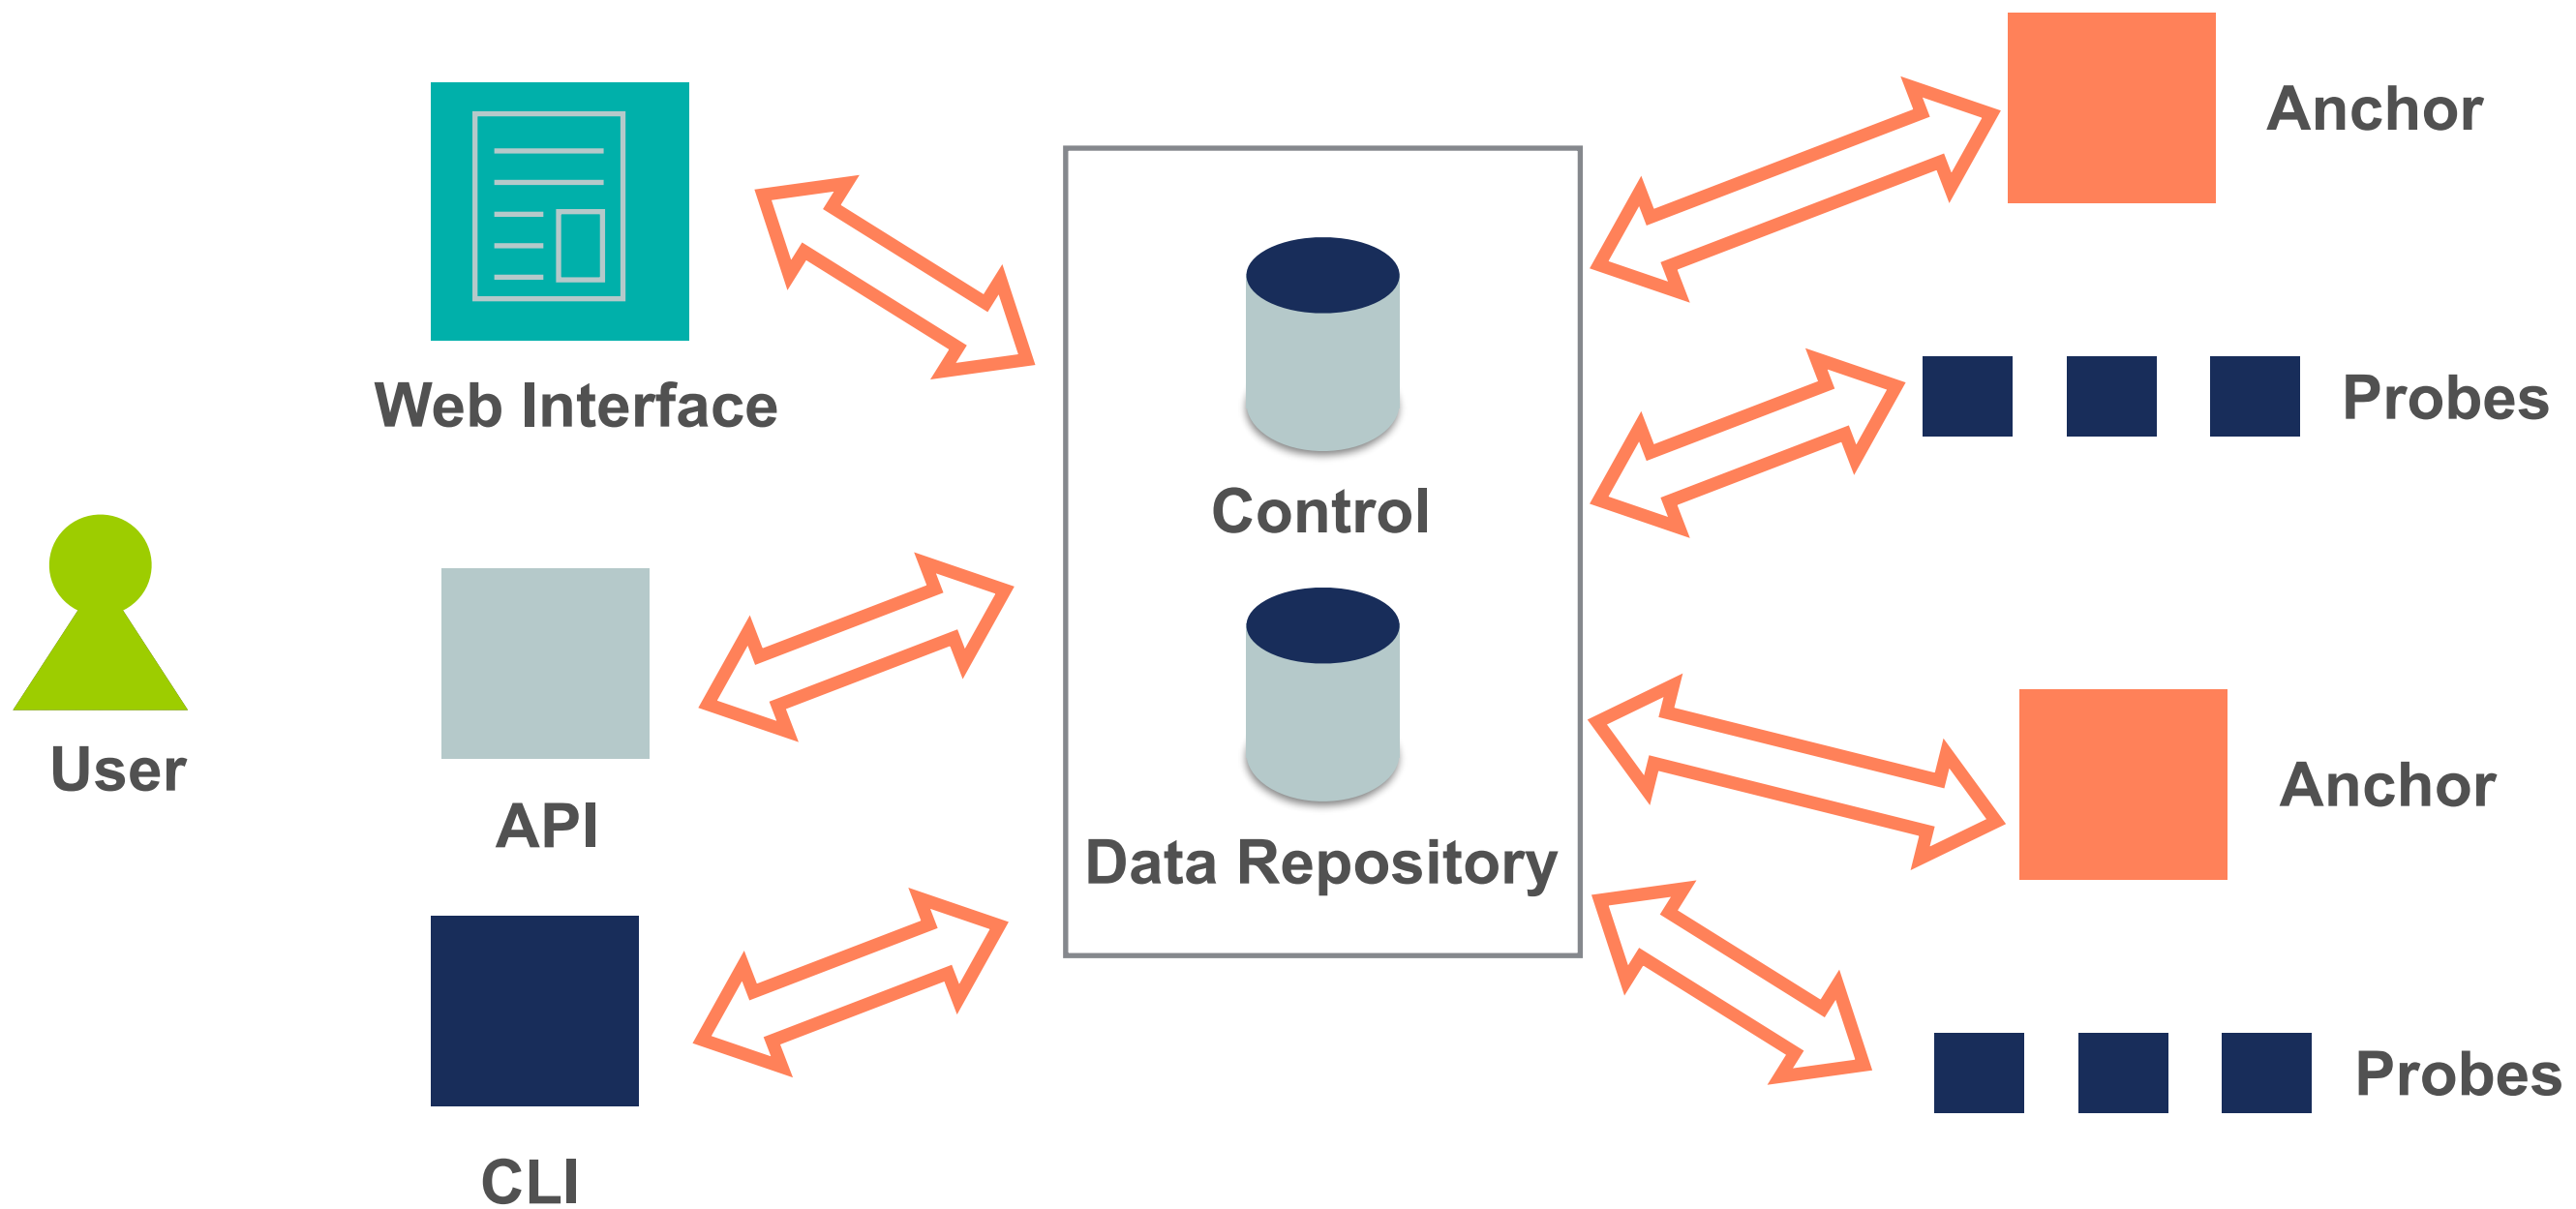 Anchor
Web Interface
Probes
Control
User
API
Data Repository
Anchor
CLI
Probes